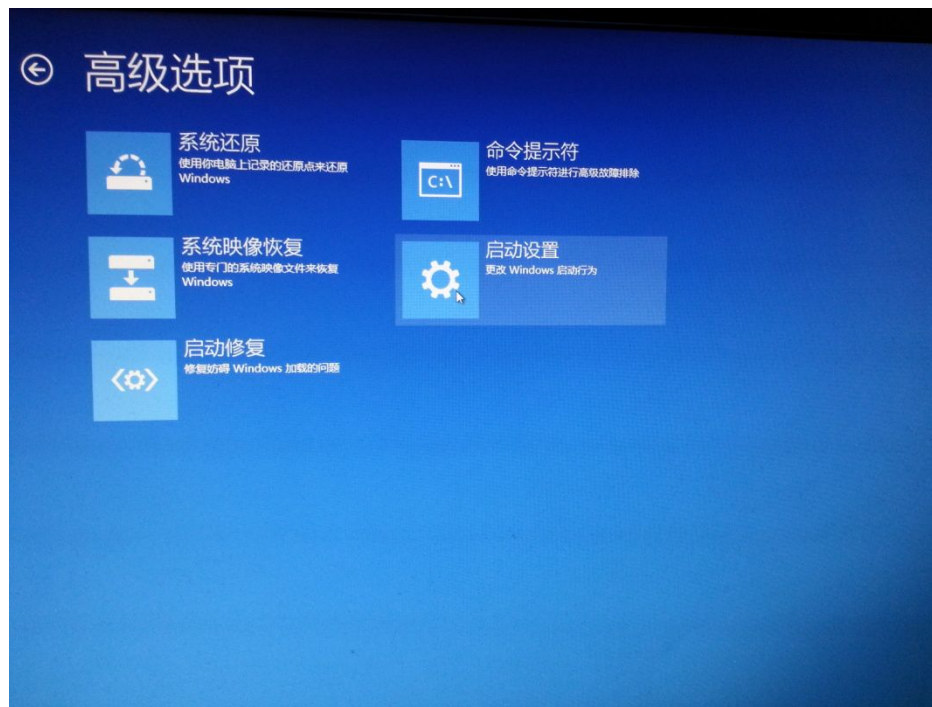 高级选项
系统还原
使用你电脑上记录的还原点来还原
Windows
系统映像恢复
使用专门的系统映像文件来恢复
Windows
启动修复
修复妨碍 Windows 加载的问题
命令提示符
使用命令提示符进行高级故障排除
C:\
启动设置
更改 Windows 启动行为